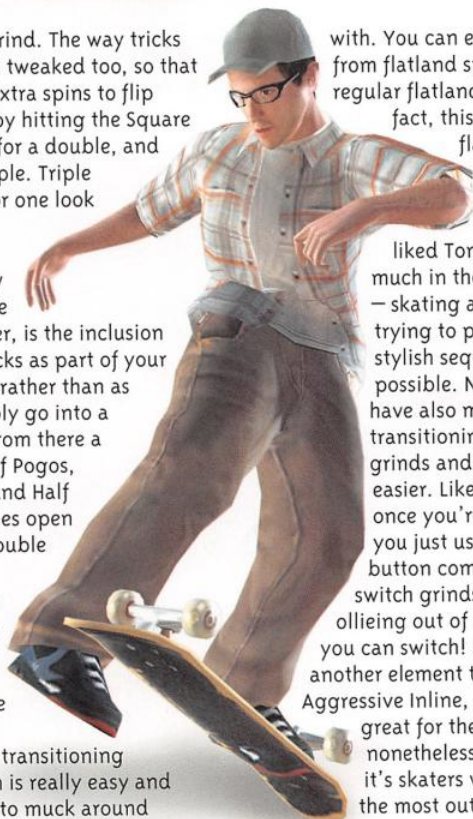 rind. The way tricks
tweaked too, so that
xtra spins to flip
by hitting the Square
for a double, and
ple. Triple
r one look
er, is the inclusion
cks as part of your
rather than as
ly go into a
rom there a
f Pogos,
nd Half
es open
ouble
transitioning
is really easy and
to muck around
with. You can e
from flatland s
regular flatland
fact, this
fl
liked Ton
much in the
– skating a
trying to p
stylish seq
possible. N
have also m
transitionin
grinds and
easier. Like
once you'r
you just us
button com
switch grinds
ollieing out of
you can switch!
another element t
Aggressive Inline,
great for the
nonetheless
it's skaters
the most out